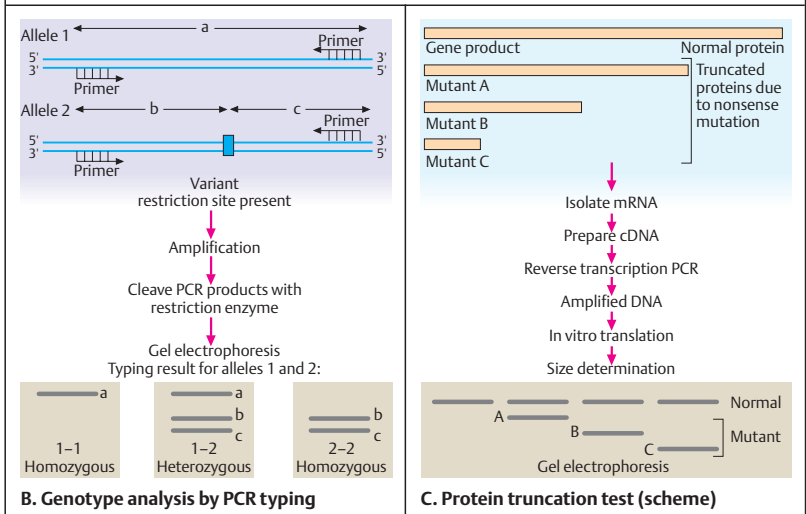 Allele 1
a
Primer
5'
3'
3'
5'
Primer
Allele 2
b
c
Primer
5'
3'
3'
5'
Primer
Variant
restriction site present
Amplification
Cleave PCR products with
restriction enzyme
Gel electrophoresis
Typing result for alleles 1 and 2:
a
1–1
Homozygous
a
b
c
1–2
Heterozygous
b
c
2–2
Homozygous
B. Genotype analysis by PCR typing
Gene product
Normal protein
Mutant A
Mutant B
Mutant C
Truncated
proteins due
to nonsense
mutation
Isolate mRNA
Prepare cDNA
Reverse transcription PCR
Amplified DNA
In vitro translation
Size determination
Normal
A
B
C
Mutant
Gel electrophoresis
C. Protein truncation test (scheme)